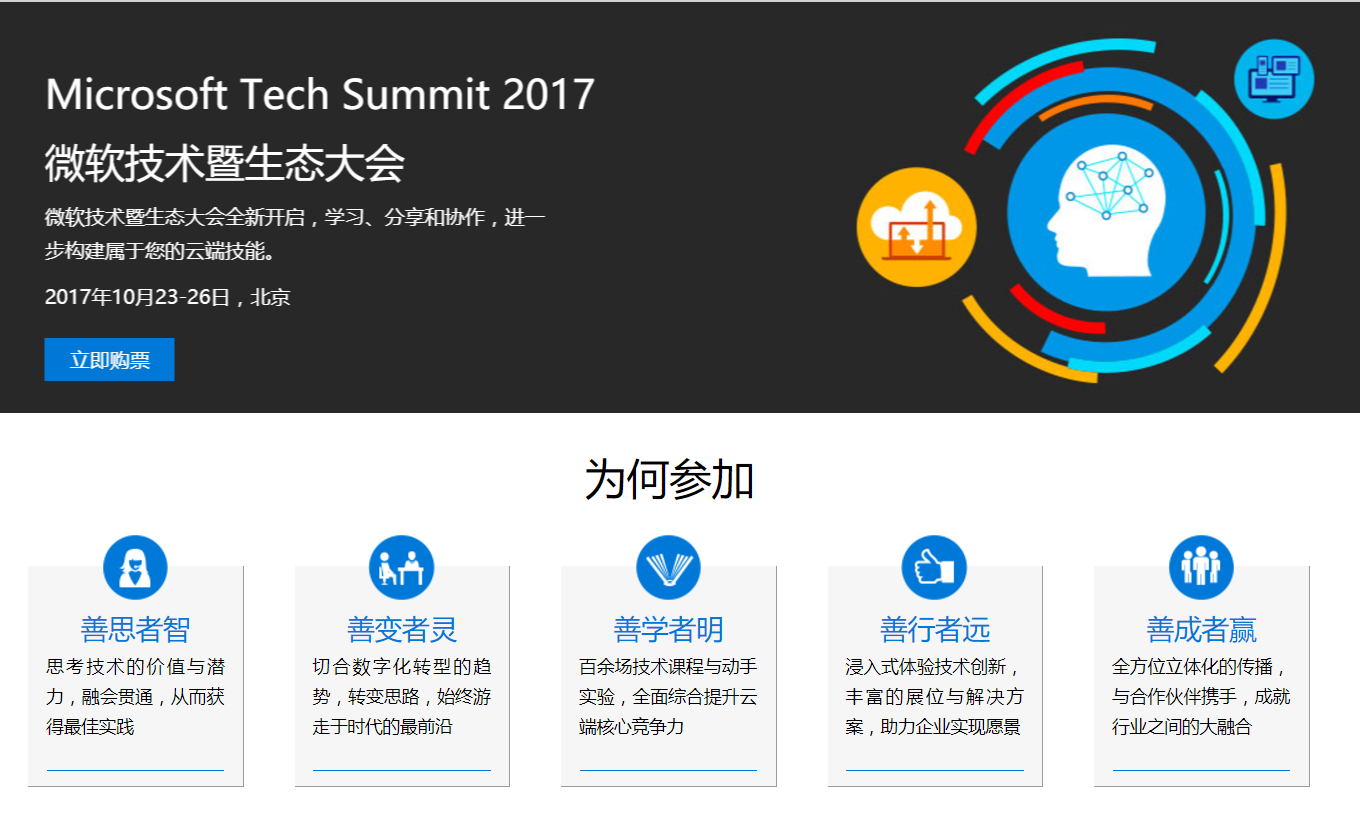 Microsoft Tech Summit 2017
微软技术暨生态大会
微软技术暨生态大会全新开启，学习、分享和协作，进一
步构建属于您的云端技能。
2017年10月23-26日，北京
立即购票
为何参加
善思者智
思考技术的价值与潜
力，融会贯通，从而获
得最佳实践
善变者灵
切合数字化转型的趋
势，转变思路，始终游
走于时代的最前沿
善学者明
百余场技术课程与动手
实验，全面综合提升云
端核心竞争力
善行者远
浸入式体验技术创新，
丰富的展位与解决方
案，助力企业实现愿景
善成者赢
全方位立体化的传播，
与合作伙伴携手，成就
行业之间的大融合